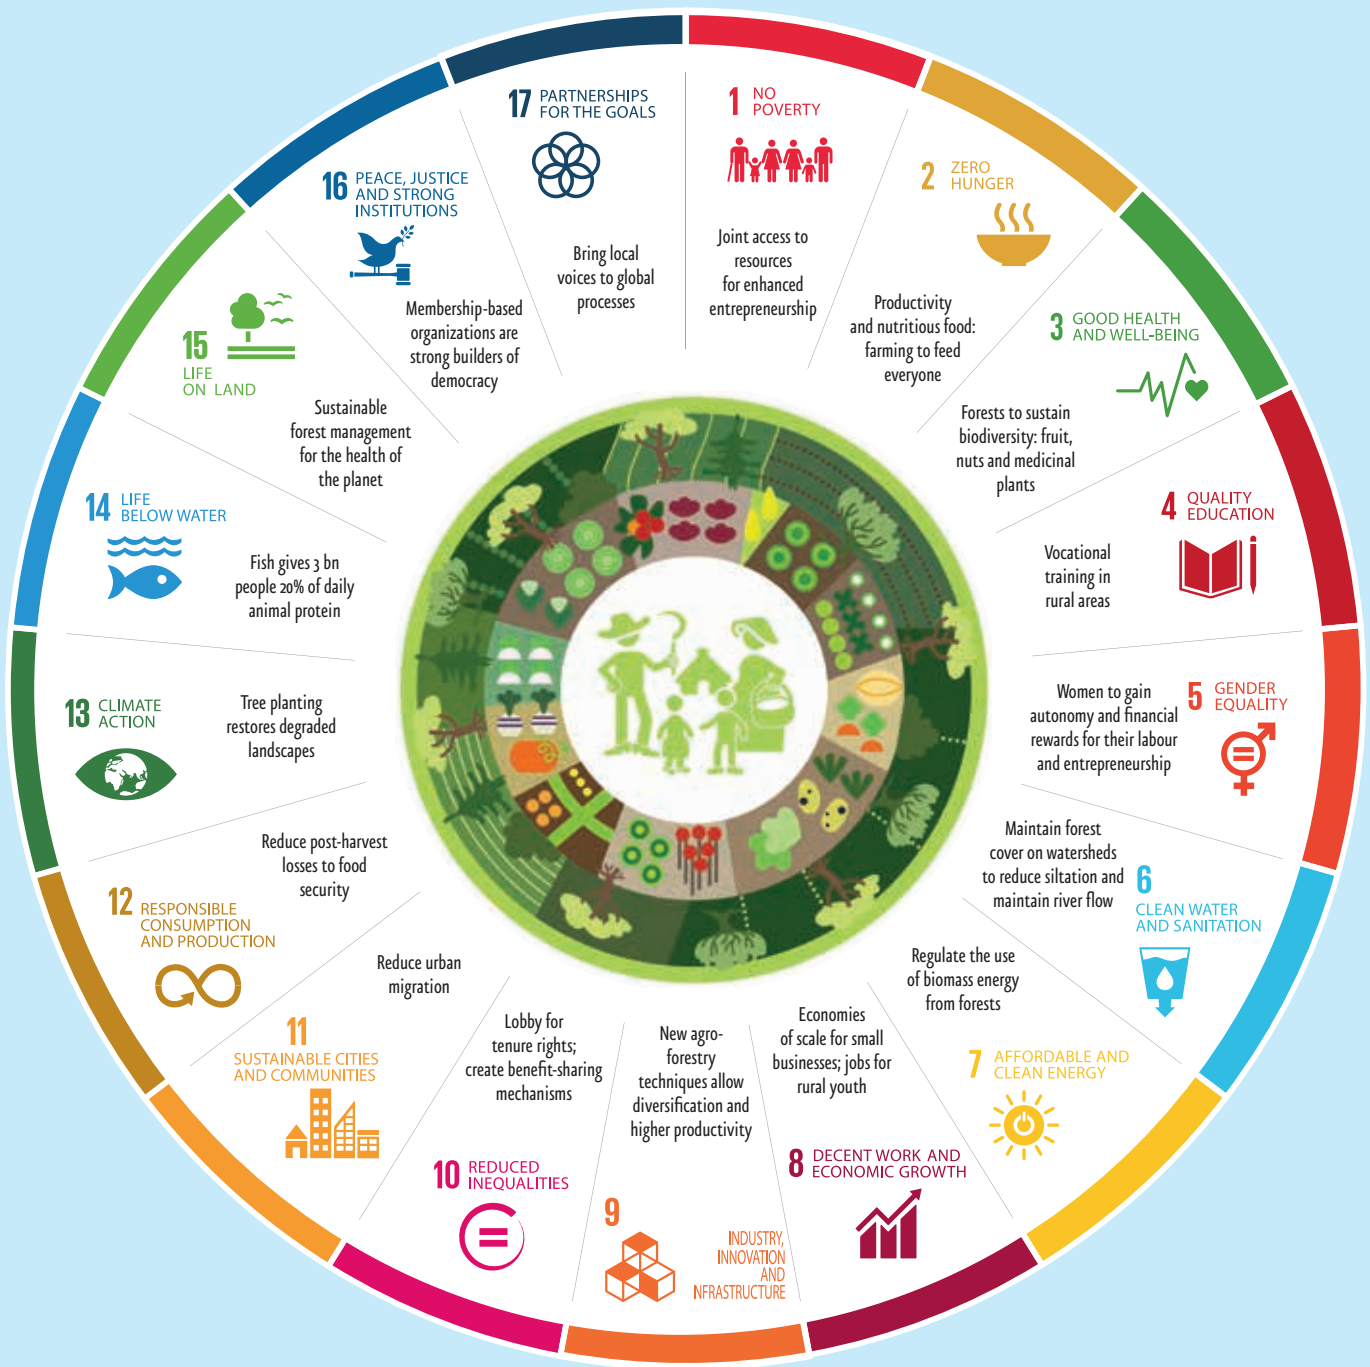 1 NO
POVERTY
Joint access to
resources
for enhanced
entrepreneurship
2 ZERO
HUNGER
Productivity
and nutritious food:
farming to feed
everyone
3 GOOD HEALTH
AND WELL-BEING
Forests to sustain
biodiversity: fruit,
nuts and medicinal
plants
4 QUALITY
EDUCATION
Vocational
training in
rural areas
5 GENDER
EQUALITY
Women to gain
autonomy and financial
rewards for their labour
and entrepreneurship
6
CLEAN WATER
AND SANITATION
Maintain forest
cover on watersheds
to reduce siltation and
maintain river flow
7 AFFORDABLE AND
CLEAN ENERGY
Regulate the use
of biomass energy
from forests
8 DECENT WORK AND
ECONOMIC GROWTH
Economies
of scale for small
businesses; jobs for
rural youth
9
INDUSTRY,
INNOVATION
AND
NFRASTRUCTURE
New agro-
forestry
techniques allow
diversification and
higher productivity
10 REDUCED
INEQUALITIES
Lobby for
tenure rights;
create benefit-sharing
mechanisms
11
SUSTAINABLE CITIES
AND COMMUNITIES
Reduce urban
migration
12 RESPONSIBLE
CONSUMPTION
AND PRODUCTION
Reduce post-harvest
losses to food
security
13 CLIMATE
ACTION
Tree planting
restores degraded
landscapes
14 LIFE
BELOW WATER
Fish gives 3 bn
people 20% of daily
animal protein
15
LIFE
ON LAND
Sustainable
forest management
for the health of
the planet
16 PEACE, JUSTICE
AND STRONG
INSTITUTIONS
Membership-based
organizations are
strong builders of
democracy
17 PARTNERSHIPS
FOR THE GOALS
Bring local
voices to global
processes